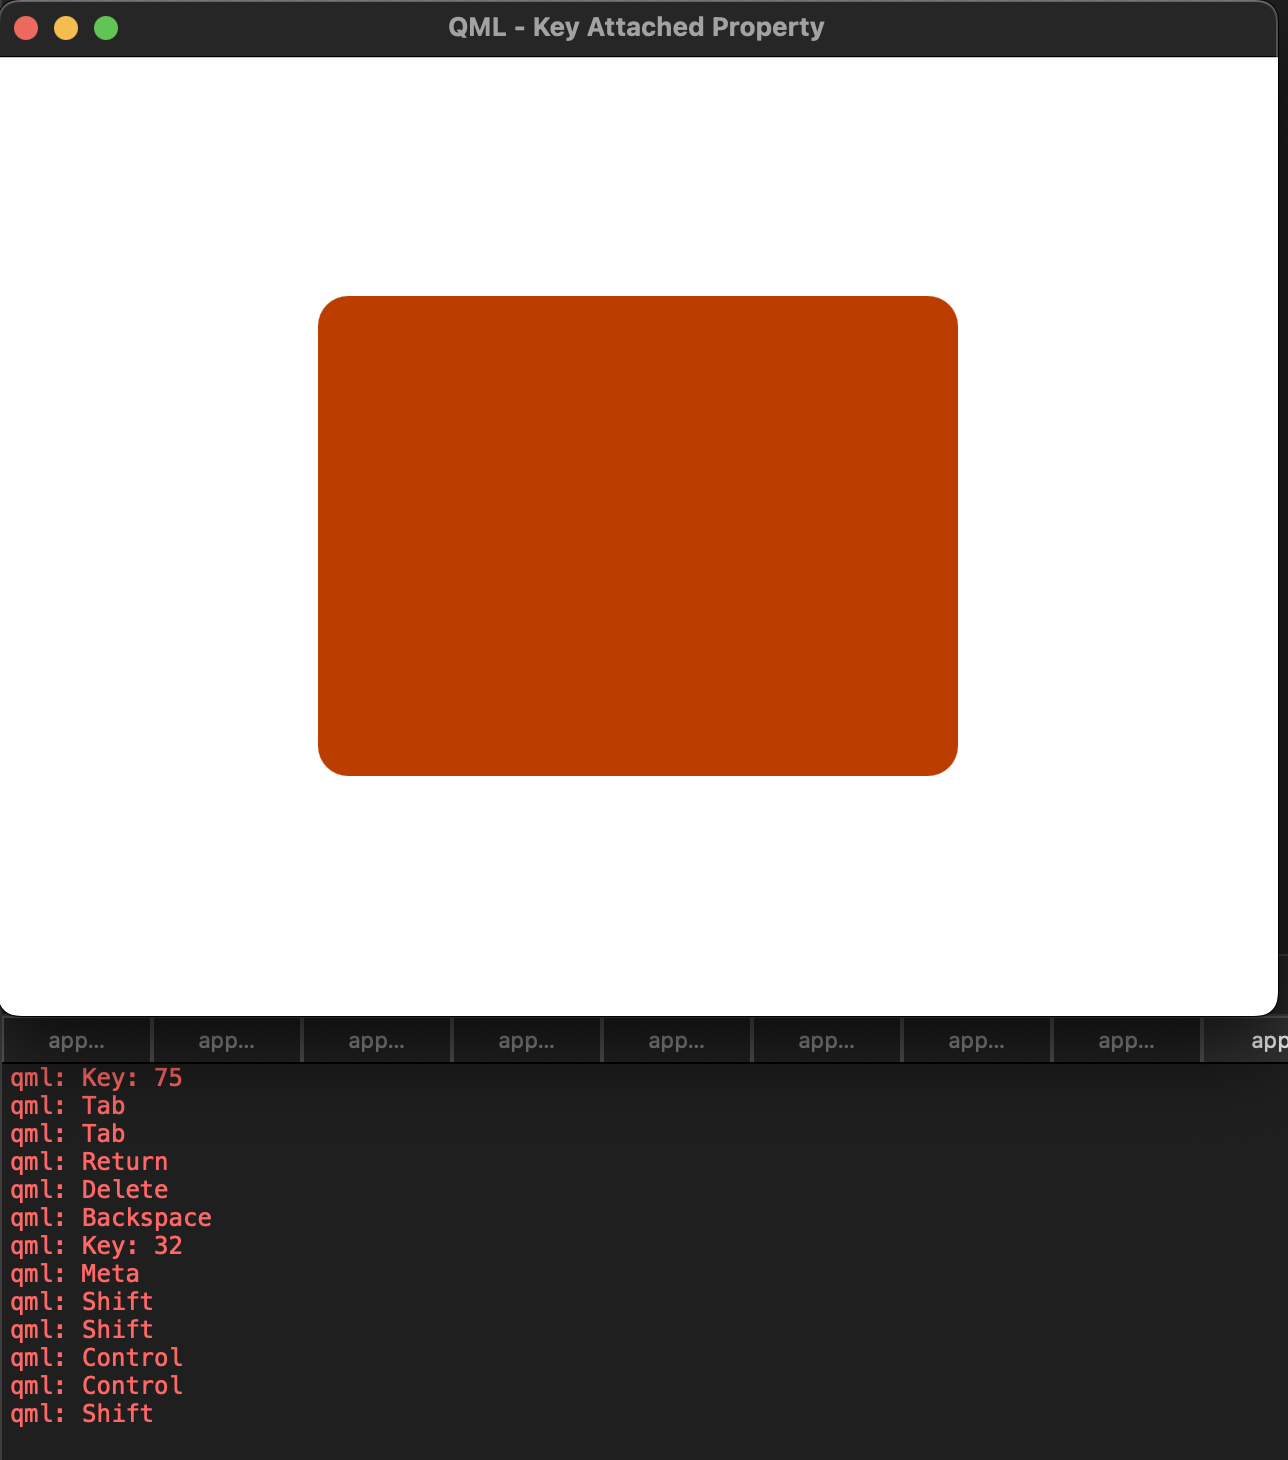 QML - Key Attached Property
app... app... app... app... app... app... app... app... app
qml: Key: 75
qml: Tab
qml: Tab
qml: Return
qml: Delete
qml: Backspace
qml: Key: 32
qml: Meta
qml: Shift
qml: Shift
qml: Control
qml: Control
qml: Shift